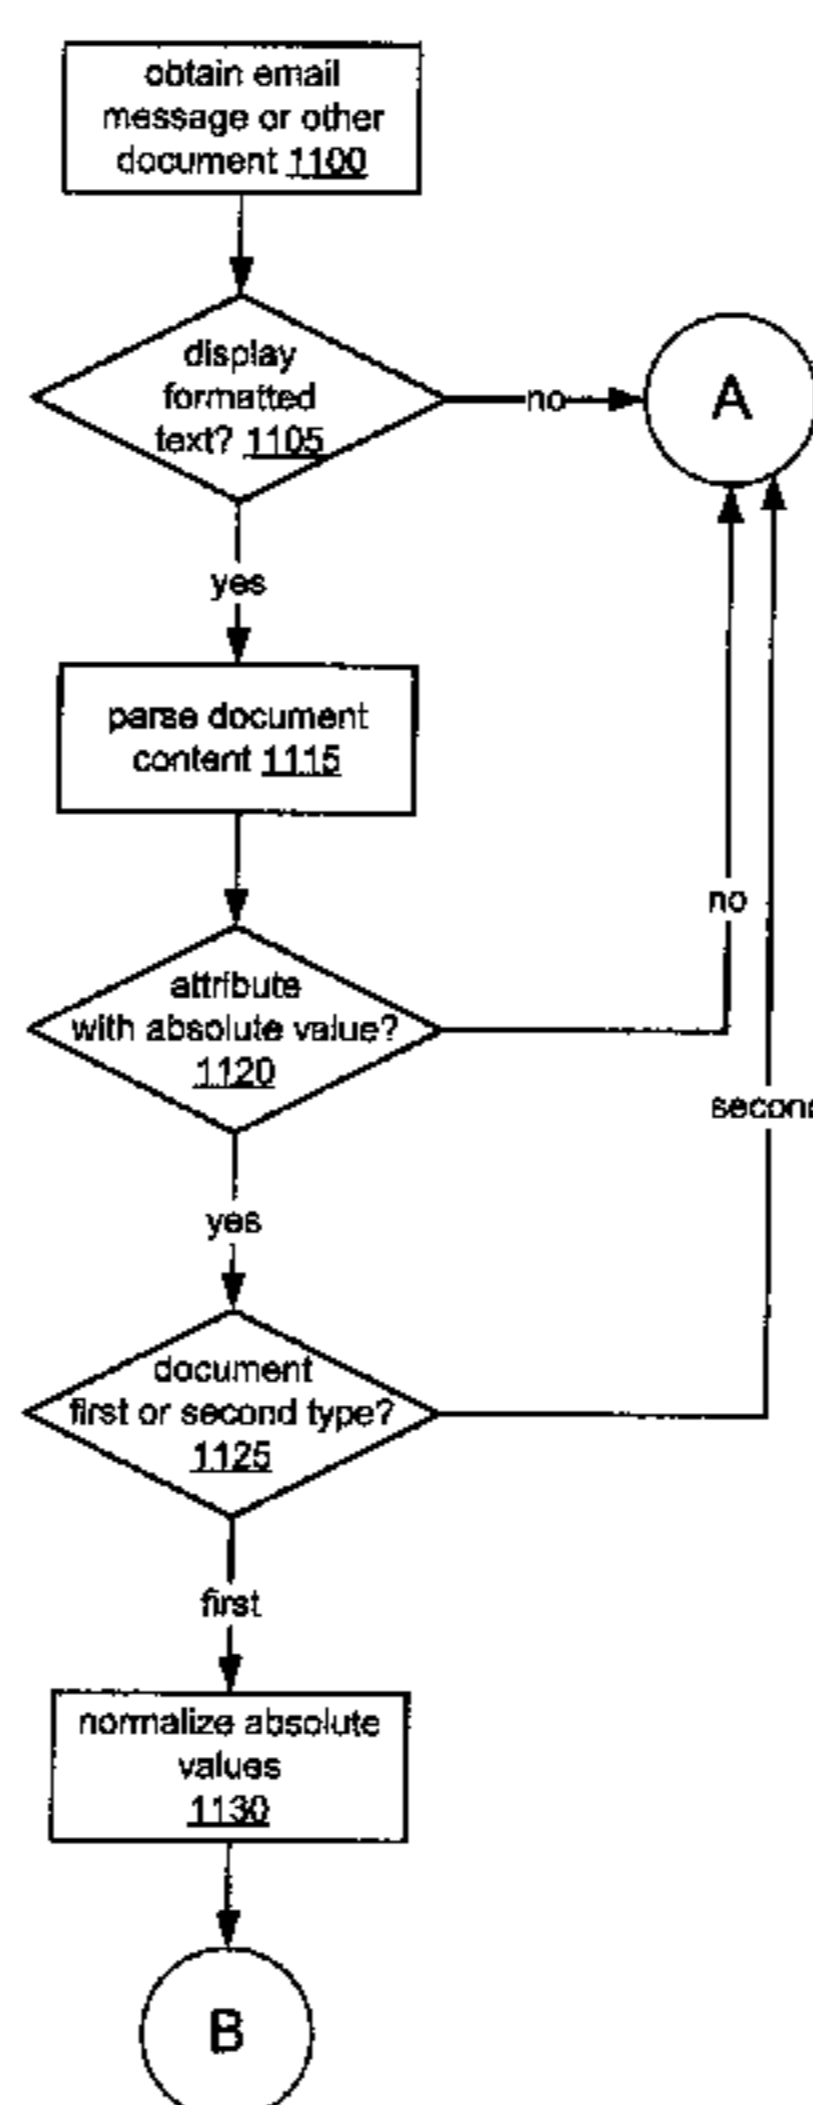 obtain email
message or other
document 1100
display
formatted
text? 1105
no
A
yes
parse document
content 1115
attribute
with absolute value?
1120
no
second
yes
document
first or second type?
1125
first
normalize absolute
values
1130
B